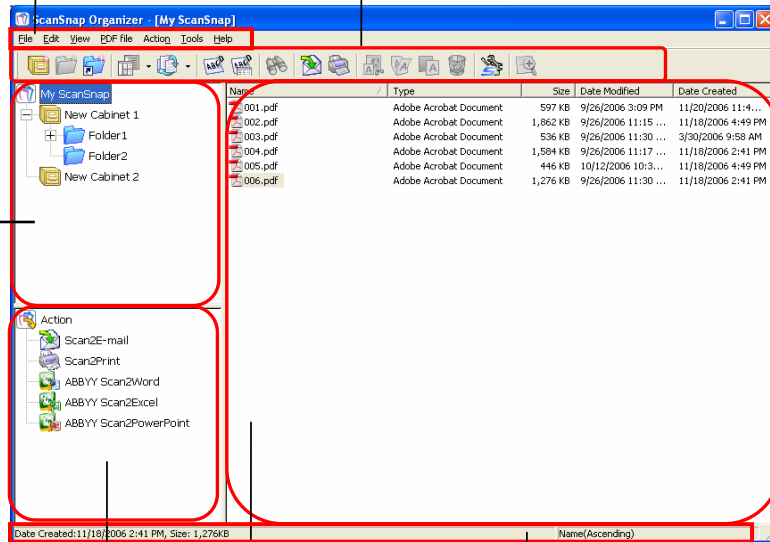 ScanSnap Organizer - [My ScanSnap]
File Edit View PDF file Action Tools Help
My ScanSnap
New Cabinet 1
Folder1
Folder2
New Cabinet 2
Name / Type Size Date Modified Date Created
001.pdf Adobe Acrobat Document 597 KB 9/26/2006 3:09 PM 11/20/2006 11:4...
002.pdf Adobe Acrobat Document 1,862 KB 9/26/2006 11:15 ... 11/18/2006 4:49 PM
003.pdf Adobe Acrobat Document 536 KB 9/26/2006 11:30 ... 3/30/2006 9:58 AM
004.pdf Adobe Acrobat Document 1,584 KB 9/26/2006 11:17 ... 11/18/2006 2:41 PM
005.pdf Adobe Acrobat Document 446 KB 10/12/2006 10:3... 11/18/2006 4:49 PM
006.pdf Adobe Acrobat Document 1,276 KB 9/26/2006 11:30 ... 11/18/2006 2:41 PM
Action
Scan2E-mail
Scan2Print
ABBYY Scan2Word
ABBYY Scan2Excel
ABBYY Scan2PowerPoint
Date Created:11/18/2006 2:41 PM, Size: 1,276KB Name(Ascending)